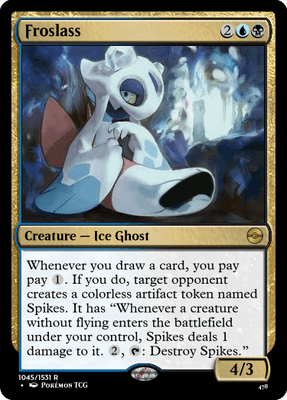 Froslass 2
Creature — Ice Ghost
Whenever you draw a card, you pay
pay 1. If you do, target opponent
creates a colorless artifact token named
Spikes. It has “Whenever a creature
without flying enters the battlefield
under your control, Spikes deals 1
damage to it. 2, : Destroy Spikes.”
4/3
1045/1531 R
• Pokémon TCG
478